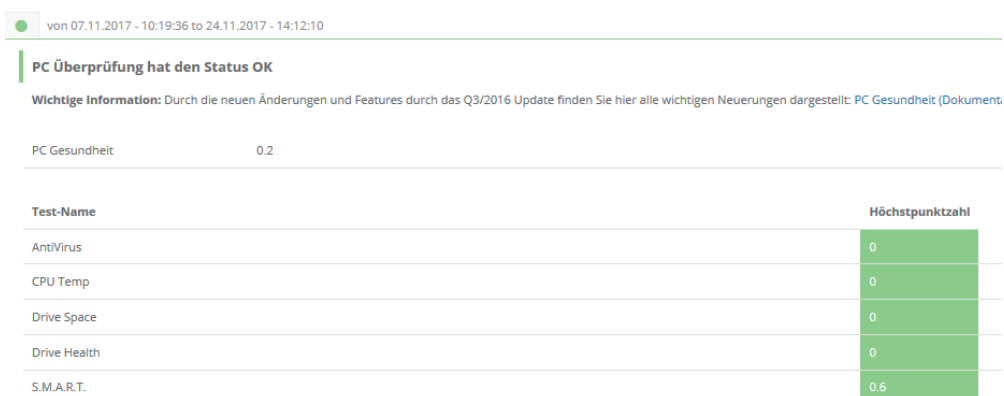 von 07.11.2017 - 10:19:36 to 24.11.2017 - 14:12:10
PC Überprüfung hat den Status OK
Wichtige Information: Durch die neuen Änderungen und Features durch das Q3/2016 Update finden Sie hier alle wichtigen Neuerungen dargestellt: PC Gesundheit (Dokumenta
PC Gesundheit 0.2
Test-Name Höchstpunktzahl
AntiVirus 0
CPU Temp 0
Drive Space 0
Drive Health 0
S.M.A.R.T. 0.6